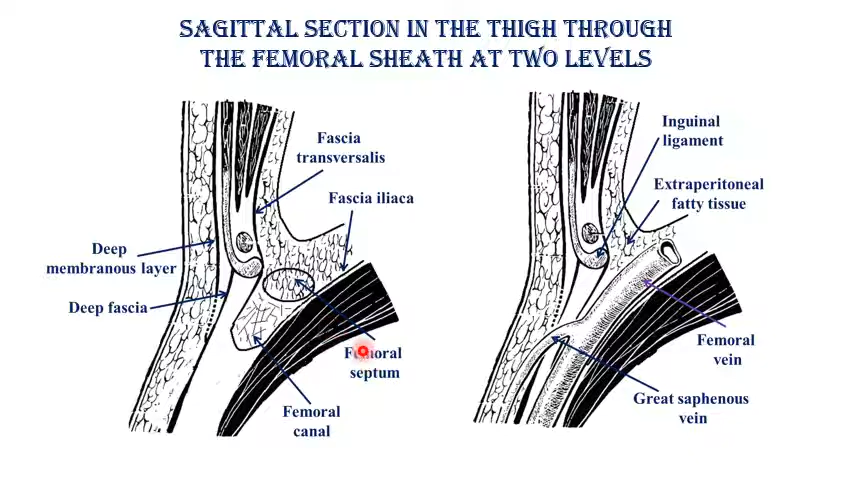 SAGITTAL SECTION IN THE THIGH THROUGH
THE FEMORAL SHEATH AT TWO LEVELS
Fascia
transversalis
Fascia iliaca
Deep
membranous layer
Deep fascia
Femoral
septum
Femoral
canal
Inguinal
ligament
Extraperitoneal
fatty tissue
Femoral
vein
Great saphenous
vein